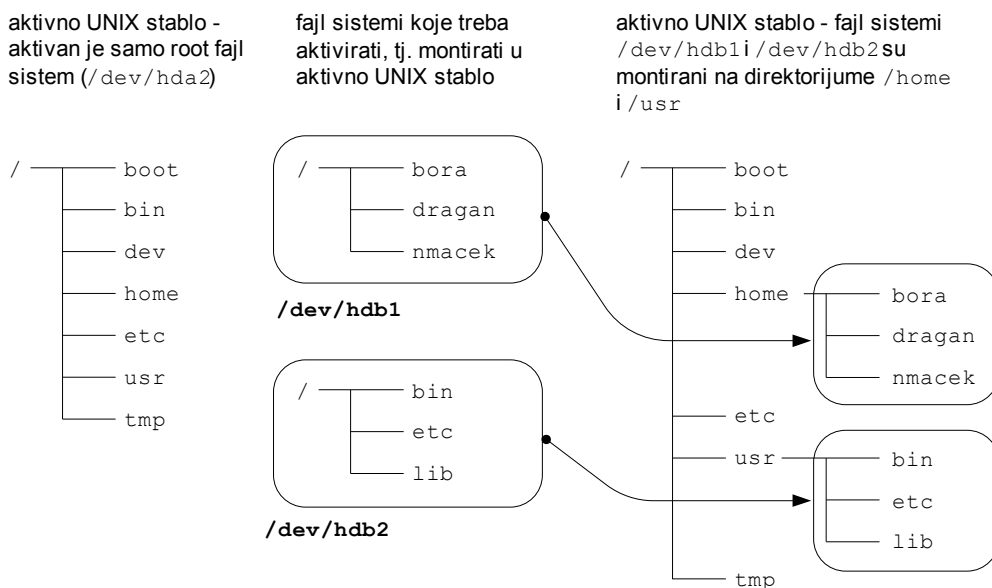 aktivno UNIX stablo -
aktivan je samo root fajl
sistem (/dev/hda2)
fajl sistemi koje treba
aktivirati, tj. montirati u
aktivno UNIX stablo
aktivno UNIX stablo - fajl sistemi
/dev/hdb1 i /dev/hdb2 su
montirani na direktorijume /home
i /usr
/
boot
bin
dev
home
etc
usr
tmp
/
bora
dragan
nmacek
/dev/hdb1
/
bin
etc
lib
/dev/hdb2
/
boot
bin
dev
home
bora
dragan
nmacek
etc
usr
bin
etc
lib
tmp